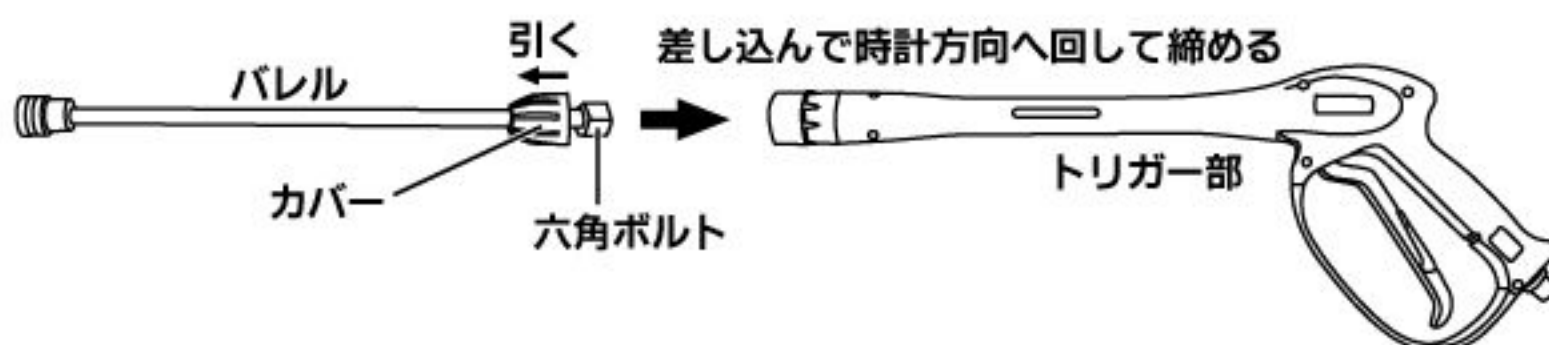 引く
差し込んで時計方向へ回して締める
バレル
カバー
六角ボルト
トリガー部